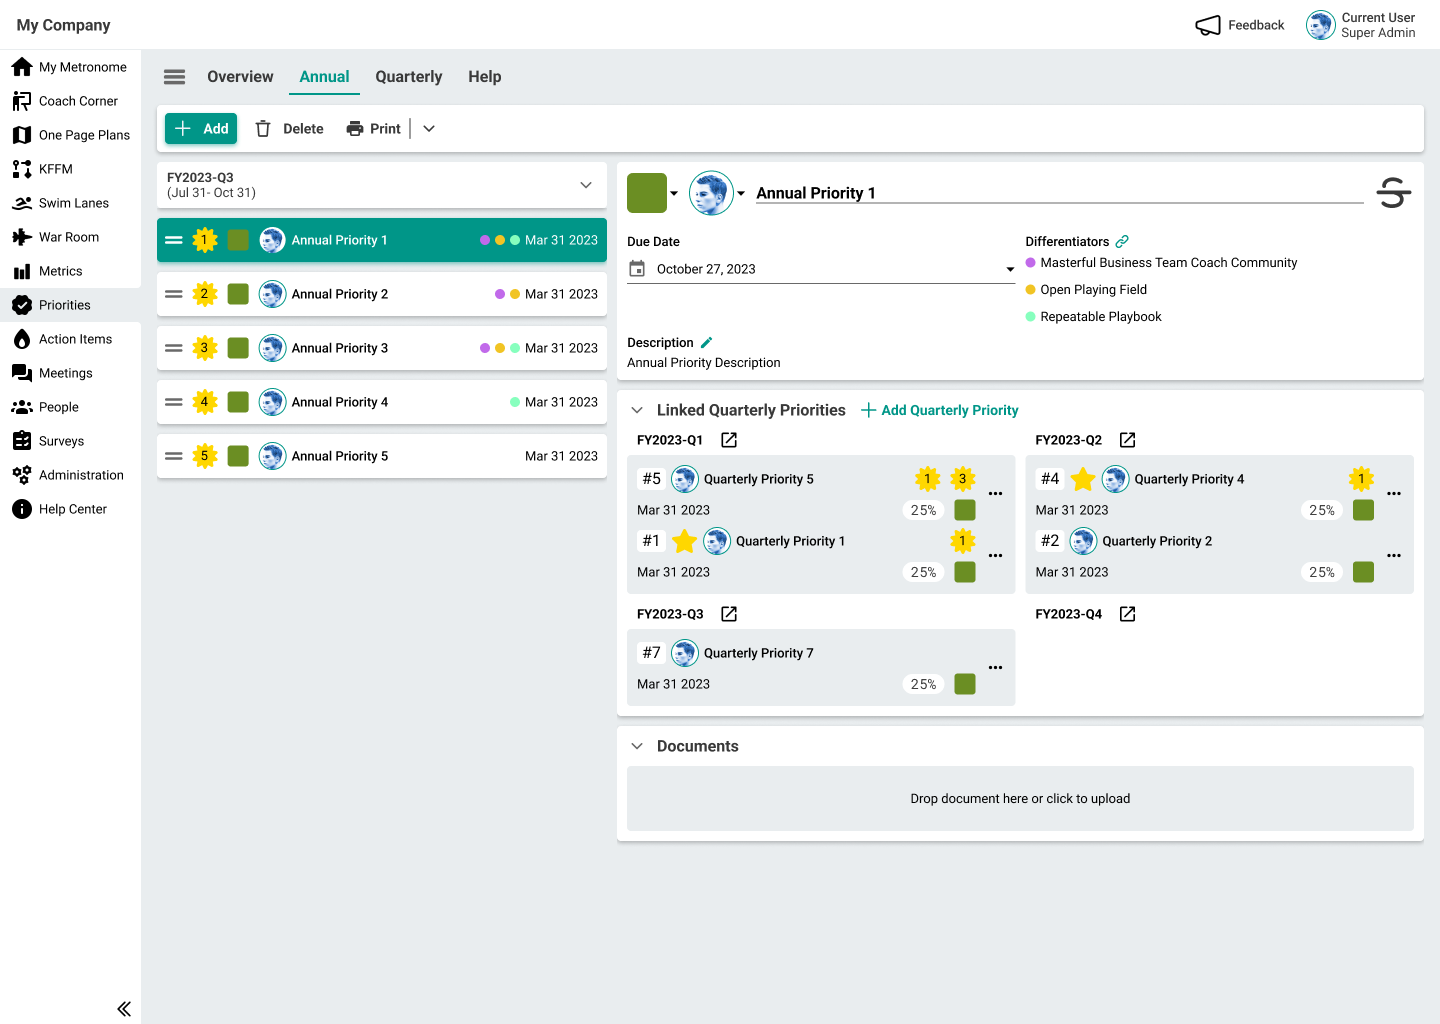 My Company
Feedback
Current User
Super Admin
My Metronome
Coach Corner
One Page Plans
KFFM
Swim Lanes
War Room
Metrics
Priorities
Action Items
Meetings
People
Surveys
Administration
Help Center
Overview
Annual
Quarterly
Help
Add
Delete
Print
FY2023-Q3
(Jul 31- Oct 31)
1 Annual Priority 1 Mar 31 2023
2 Annual Priority 2 Mar 31 2023
3 Annual Priority 3 Mar 31 2023
4 Annual Priority 4 Mar 31 2023
5 Annual Priority 5 Mar 31 2023
Annual Priority 1
Due Date
October 27, 2023
Differentiators
Masterful Business Team Coach Community
Open Playing Field
Repeatable Playbook
Description
Annual Priority Description
Linked Quarterly Priorities
Add Quarterly Priority
FY2023-Q1
#5 Quarterly Priority 5 1 3
Mar 31 2023 25%
#1 Quarterly Priority 1 1
Mar 31 2023 25%
FY2023-Q2
#4 Quarterly Priority 4 1
Mar 31 2023 25%
#2 Quarterly Priority 2
Mar 31 2023 25%
FY2023-Q3
#7 Quarterly Priority 7
Mar 31 2023 25%
FY2023-Q4
Documents
Drop document here or click to upload